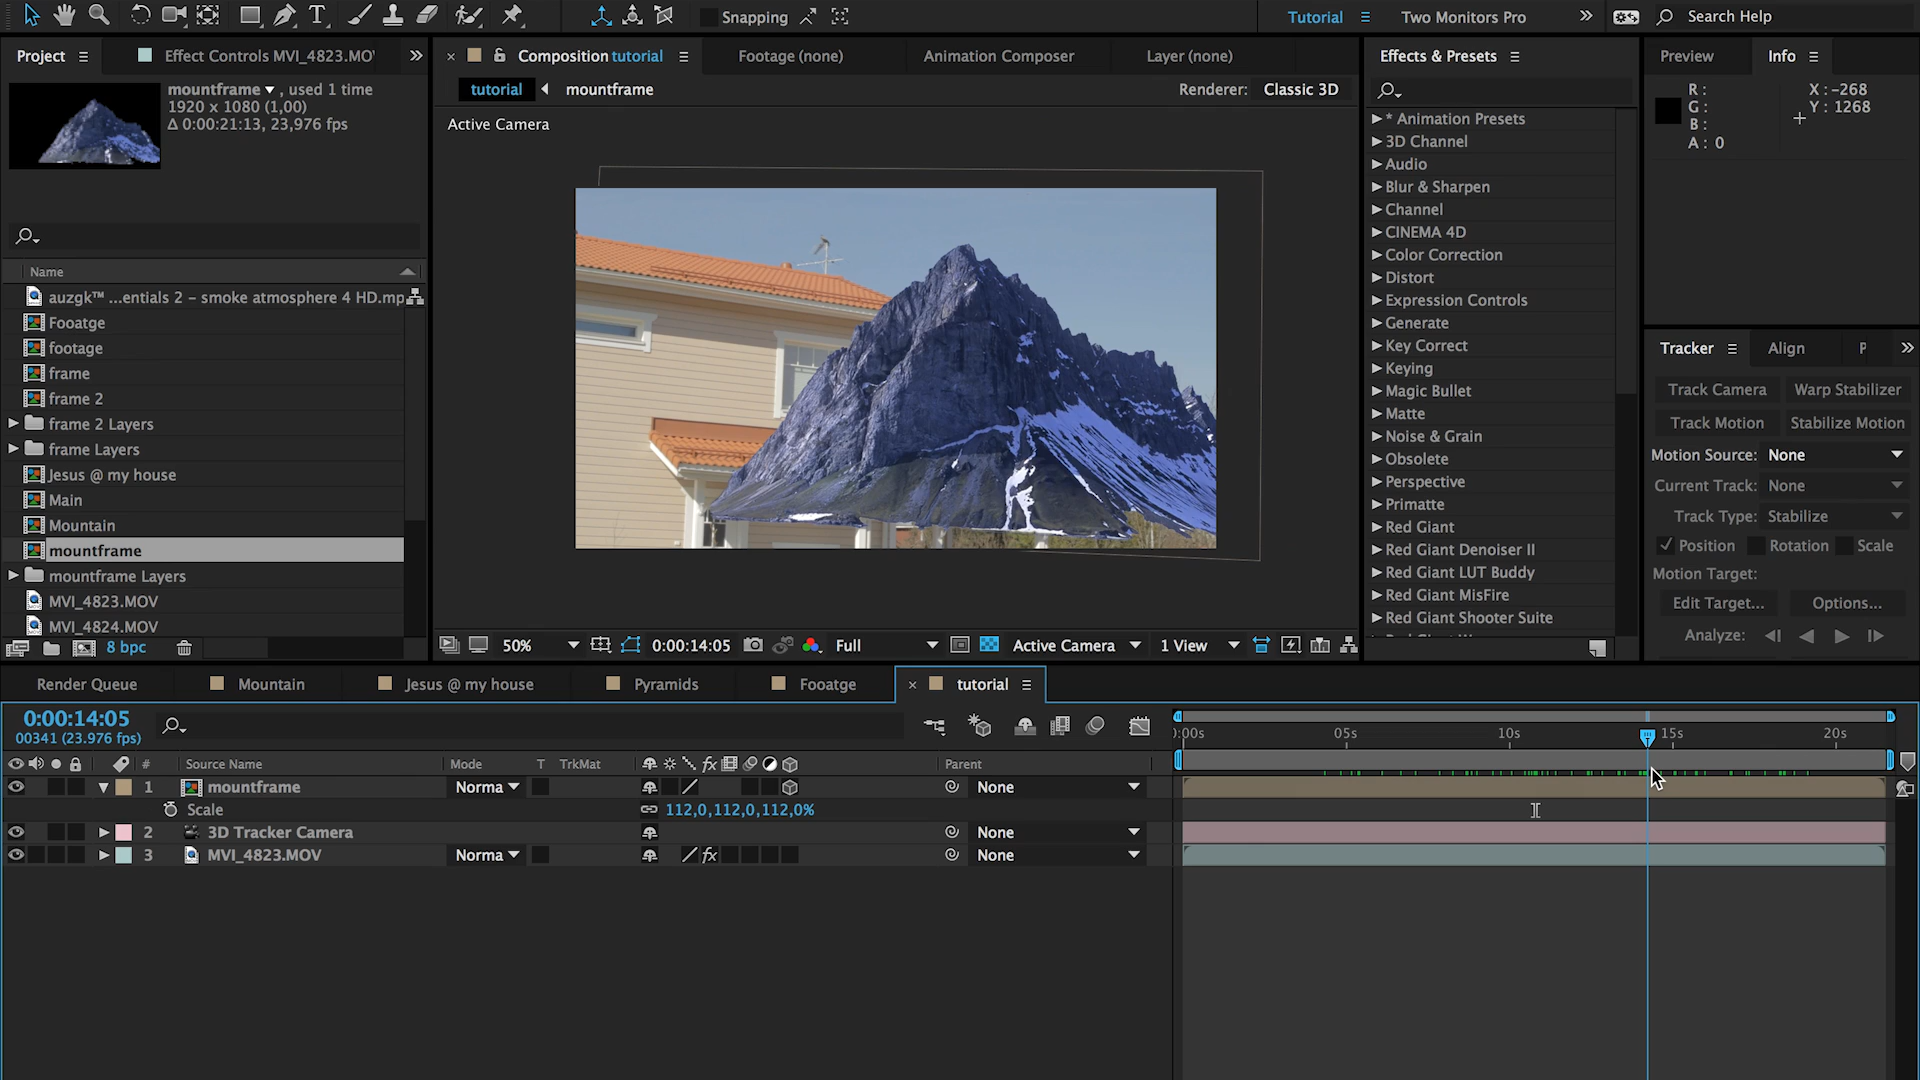 Snapping
Tutorial
Two Monitors Pro
Search Help
Project
Effect Controls MVI_4823.MO
Composition tutorial
Footage (none)
Animation Composer
Layer (none)
Effects & Presets
Preview
Info
mountframe , used 1 time
1920 x 1080 (1,00)
Δ 0:00:21:13, 23,976 fps
tutorial
mountframe
Renderer:
Classic 3D
R :
G :
B :
A : 0
X : -268
Y : 1268
Active Camera
* Animation Presets
3D Channel
Audio
Blur & Sharpen
Channel
CINEMA 4D
Color Correction
Distort
Expression Controls
Generate
Key Correct
Keying
Magic Bullet
Matte
Noise & Grain
Obsolete
Perspective
Primatte
Red Giant
Red Giant Denoiser II
Red Giant LUT Buddy
Red Giant MisFire
Red Giant Shooter Suite
Name
auzgk™ ...entials 2 – smoke atmosphere 4 HD.mp
Fooatge
footage
frame
frame 2
frame 2 Layers
frame Layers
Jesus @ my house
Main
Mountain
mountframe
mountframe Layers
MVI_4823.MOV
MVI_4824.MOV
8 bpc
Tracker
Align
P
Track Camera
Warp Stabilizer
Track Motion
Stabilize Motion
Motion Source: None
Current Track: None
Track Type: Stabilize
Position
Rotation
Scale
Motion Target:
Edit Target...
Options...
Analyze:
50%
0:00:14:05
Full
Active Camera
1 View
Render Queue
Mountain
Jesus @ my house
Pyramids
Fooatge
tutorial
0:00:14:05
00341 (23.976 fps)
:00s
05s
10s
15s
20s
#
Source Name
Mode
T
TrkMat
fx
Parent
1
mountframe
Norma
None
Scale
112,0,112,0,112,0%
2
3D Tracker Camera
None
3
MVI_4823.MOV
Norma
fx
None